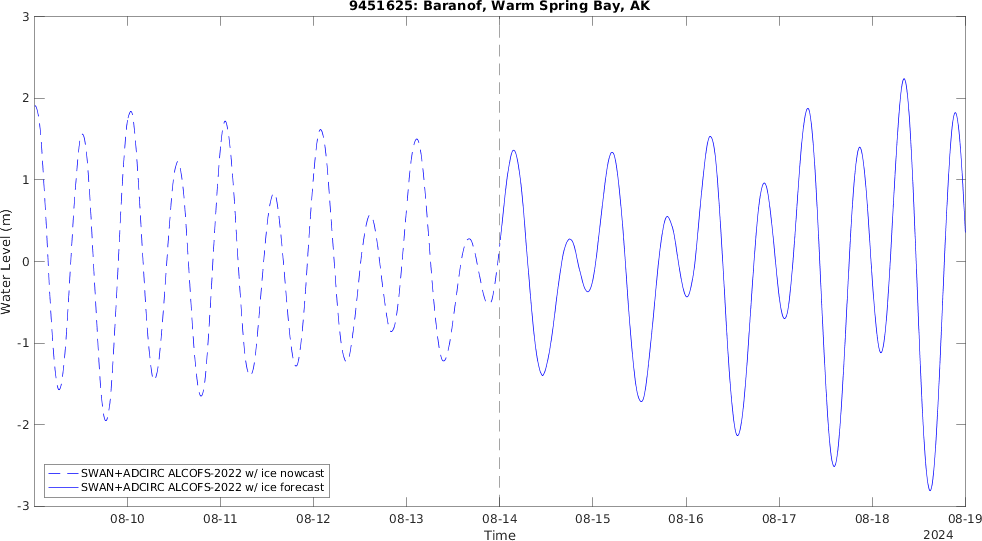 9451625: Baranof, Warm Spring Bay, AK
3
2
1
0
-1
-2
-3
Water Level (m)
SWAN+ADCIRC ALCOFS-2022 w/ ice nowcast
SWAN+ADCIRC ALCOFS-2022 w/ ice forecast
08-10 08-11 08-12 08-13 08-14 08-15 08-16 08-17 08-18 08-19
Time
2024